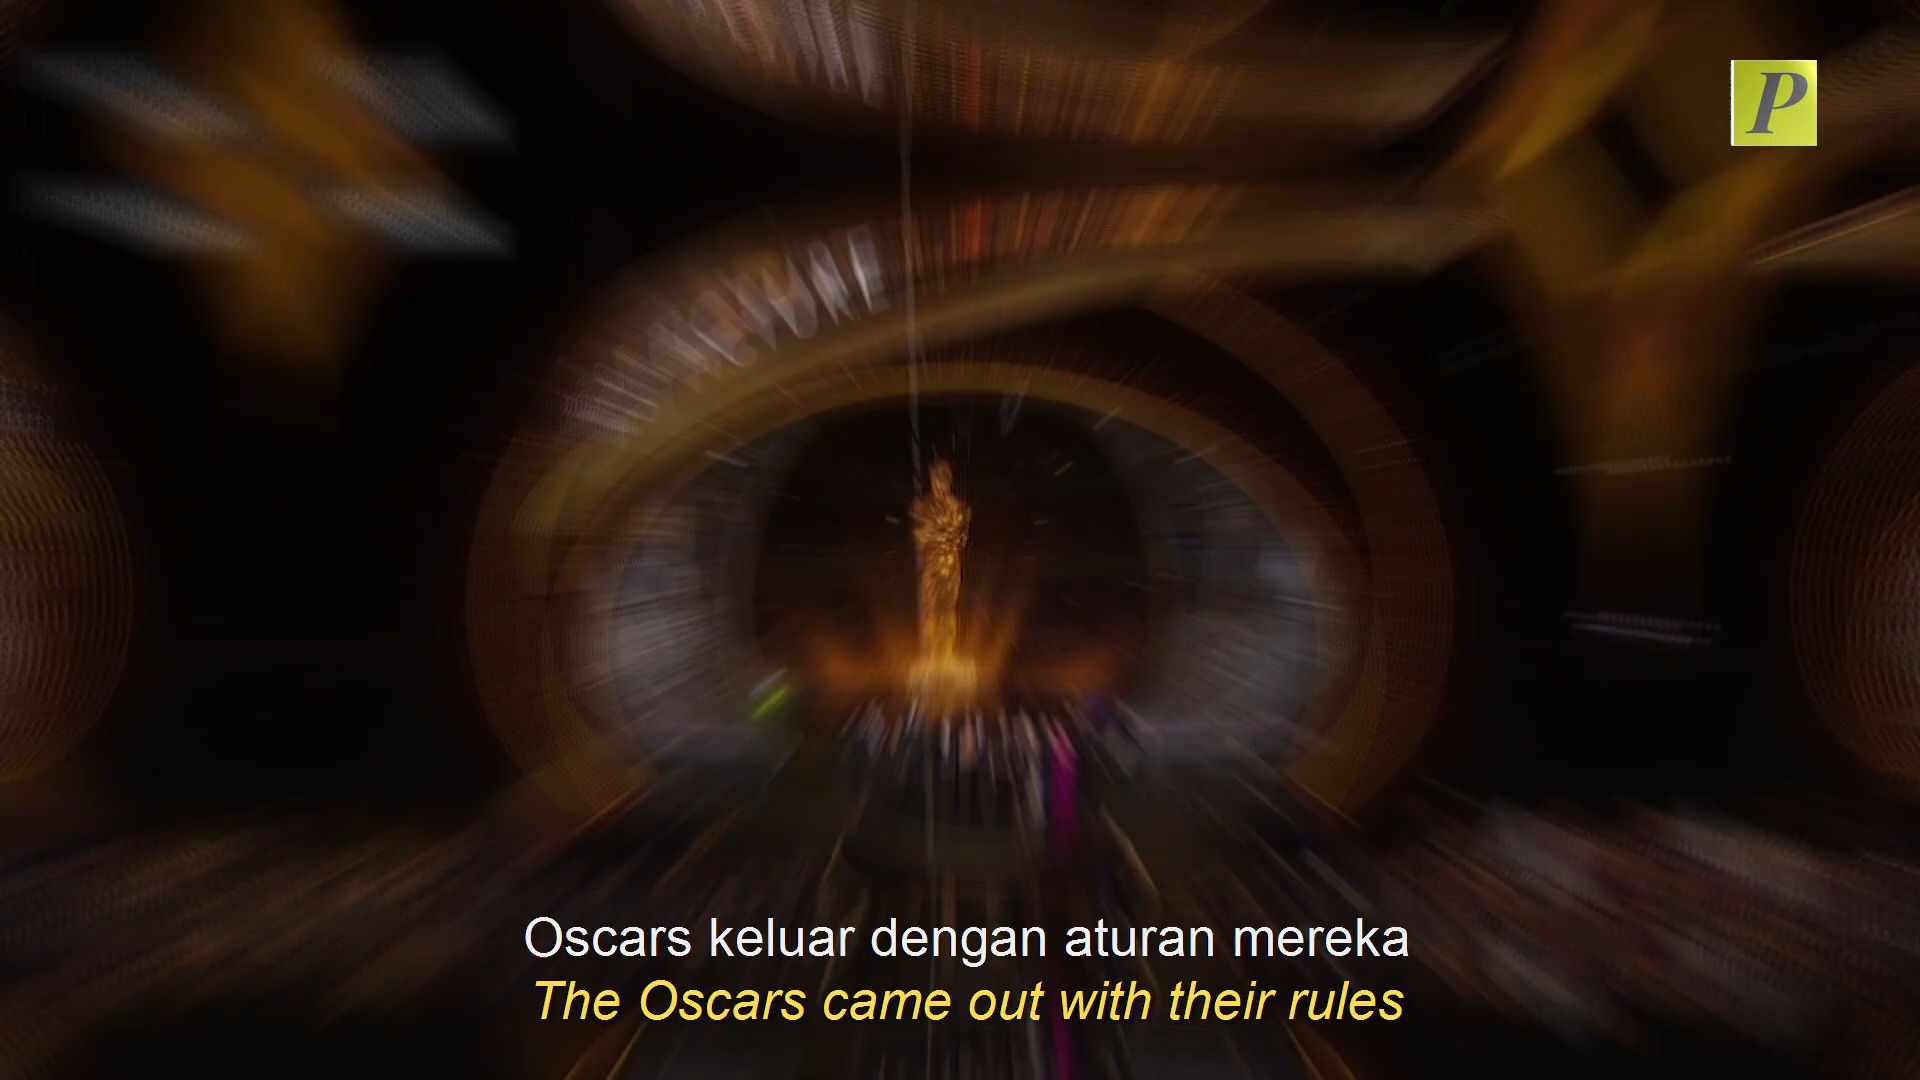 P
Oscars keluar dengan aturan mereka
The Oscars came out with their rules